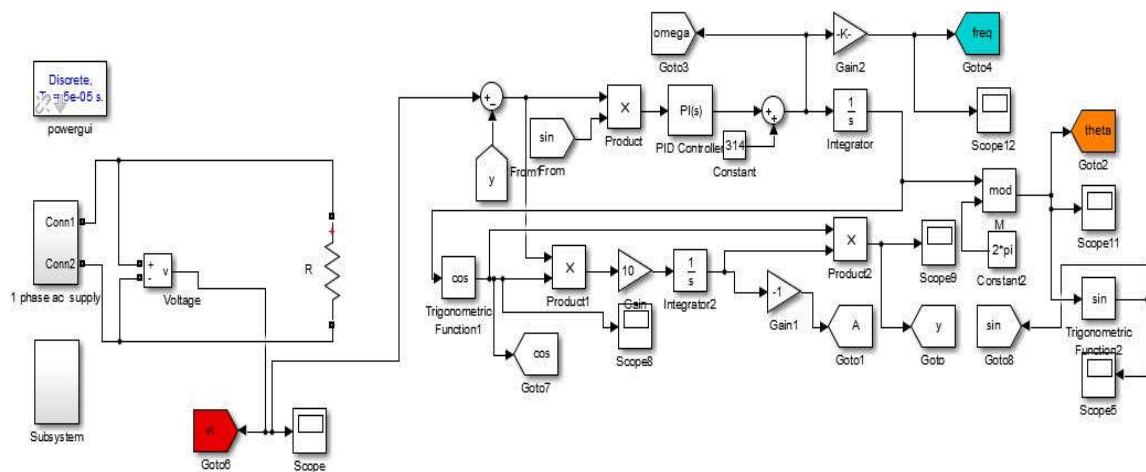 omega
Goto3
-K-
Gain2
freq
Goto4
Discrete,
5e-05 s.
powergui
+
-
X
Product
PI(s)
PID Controller
+
+
314
Constant
1
s
Integrator
Scope12
theta
Goto2
sin
From
y
From1
mod
M
Scope11
2*pi
Constant2
Conn1
Conn2
1 phase ac supply
+
-
v
Voltage
R
+
cos
Trigonometric
Function1
X
Product1
10
Gain
1
s
Integrator2
X
Product2
Scope9
-1
Gain1
Scope8
cos
Goto7
A
Goto1
y
Goto
sin
Goto8
sin
Trigonometric
Function2
Scope5
Subsystem
vi
Goto6
Scope